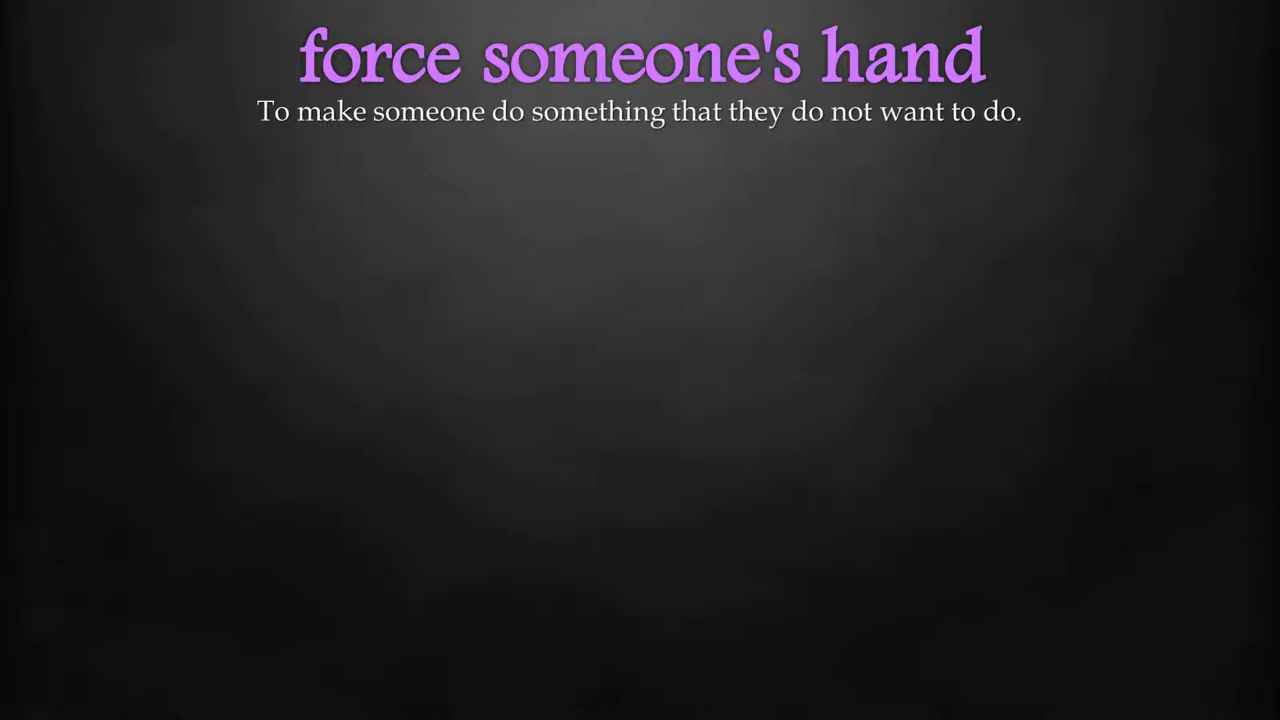 force someone's hand
To make someone do something that they do not want to do.